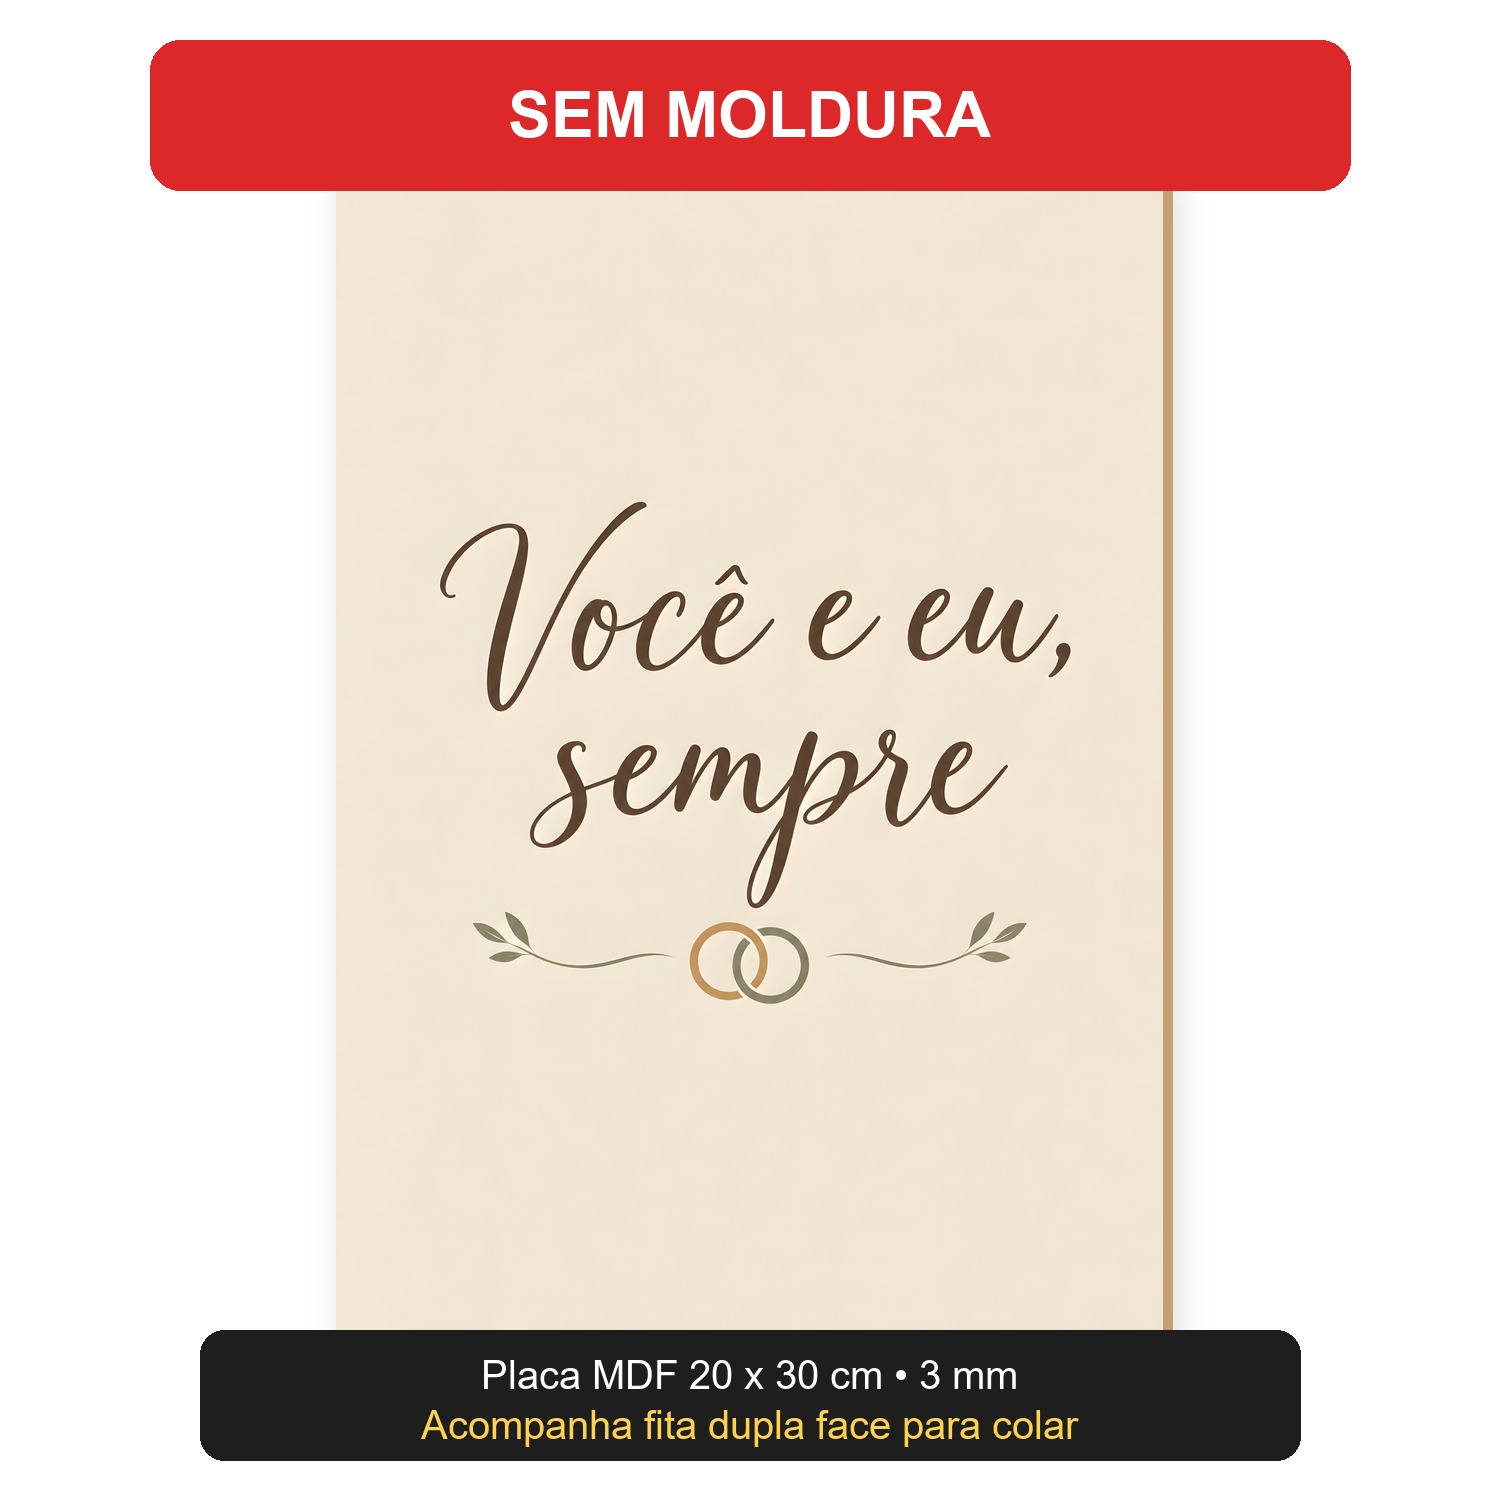 SEM MOLDURA
Você e eu,
sempre
Placa MDF 20 x 30 cm • 3 mm
Acompanha fita dupla face para colar